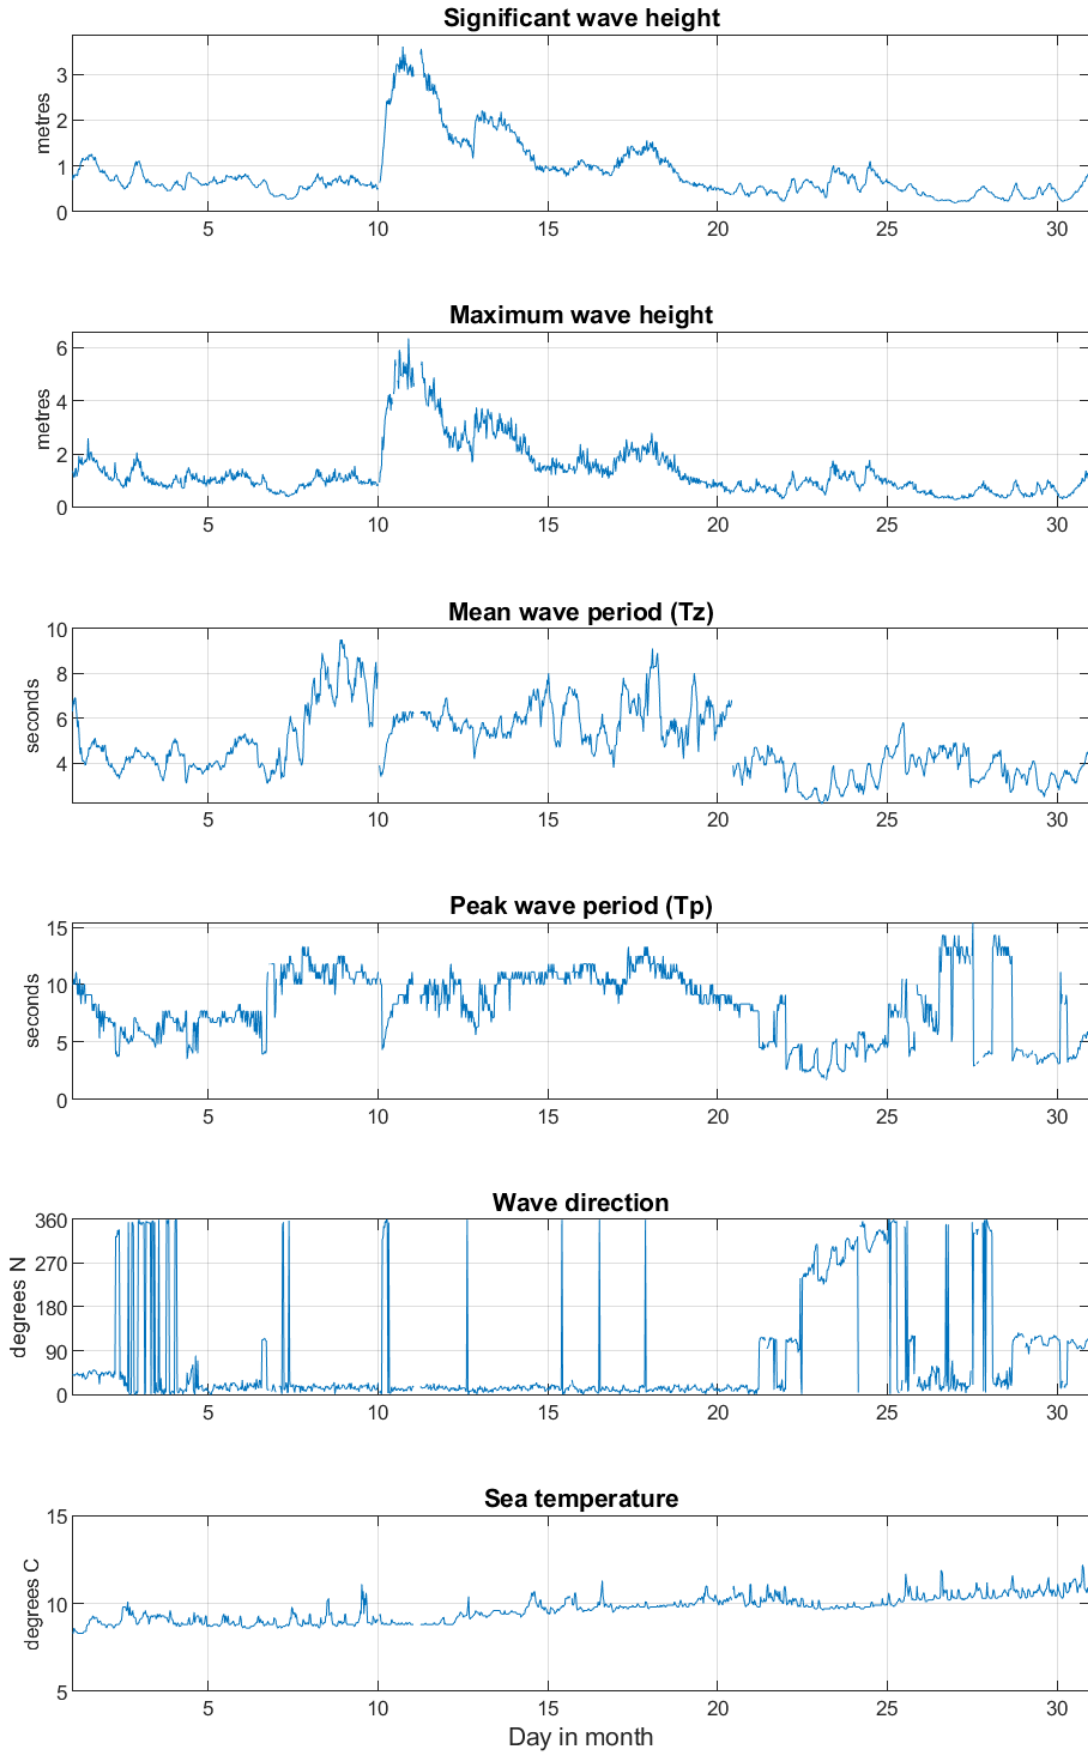 Significant wave height
metres
3
2
1
0
5 10 15 20 25 30
Maximum wave height
metres
6
4
2
0
5 10 15 20 25 30
Mean wave period (Tz)
seconds
10
8
6
4
5 10 15 20 25 30
Peak wave period (Tp)
seconds
15
10
5
0
5 10 15 20 25 30
Wave direction
degrees N
360
270
180
90
0
5 10 15 20 25 30
Sea temperature
degrees C
15
10
5
5 10 15 20 25 30
Day in month